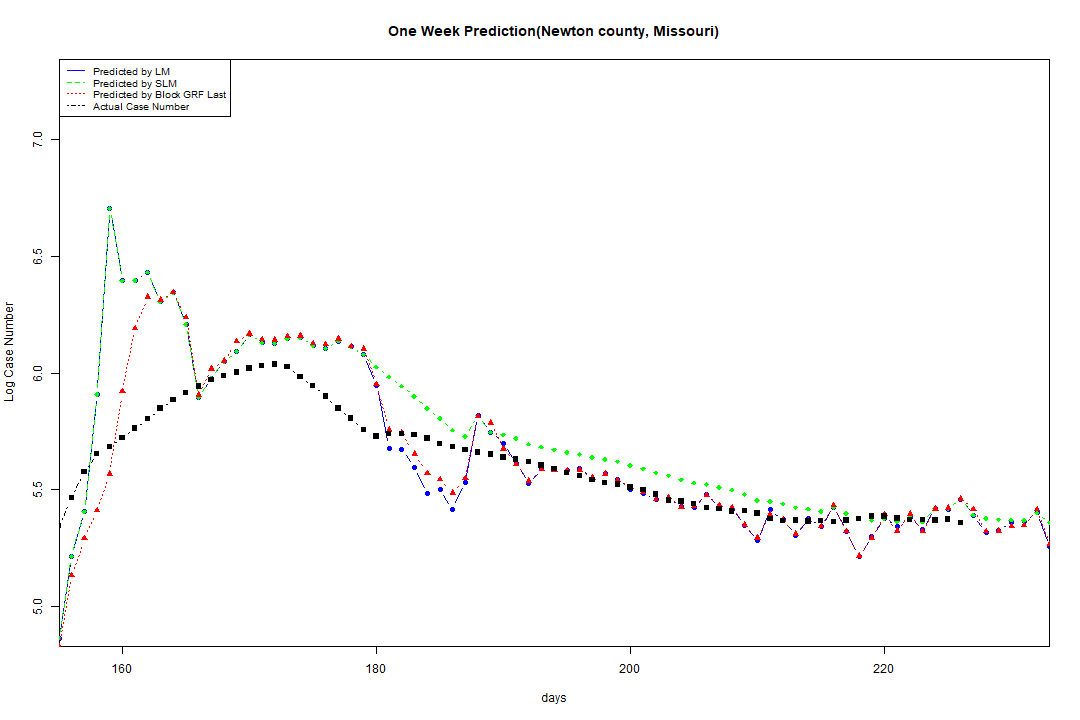 One Week Prediction(Newton county, Missouri)
Predicted by LM
Predicted by SLM
Predicted by Block GRF Last
Actual Case Number
7.0
6.5
6.0
5.5
5.0
Log Case Number
160 180 200 220
days